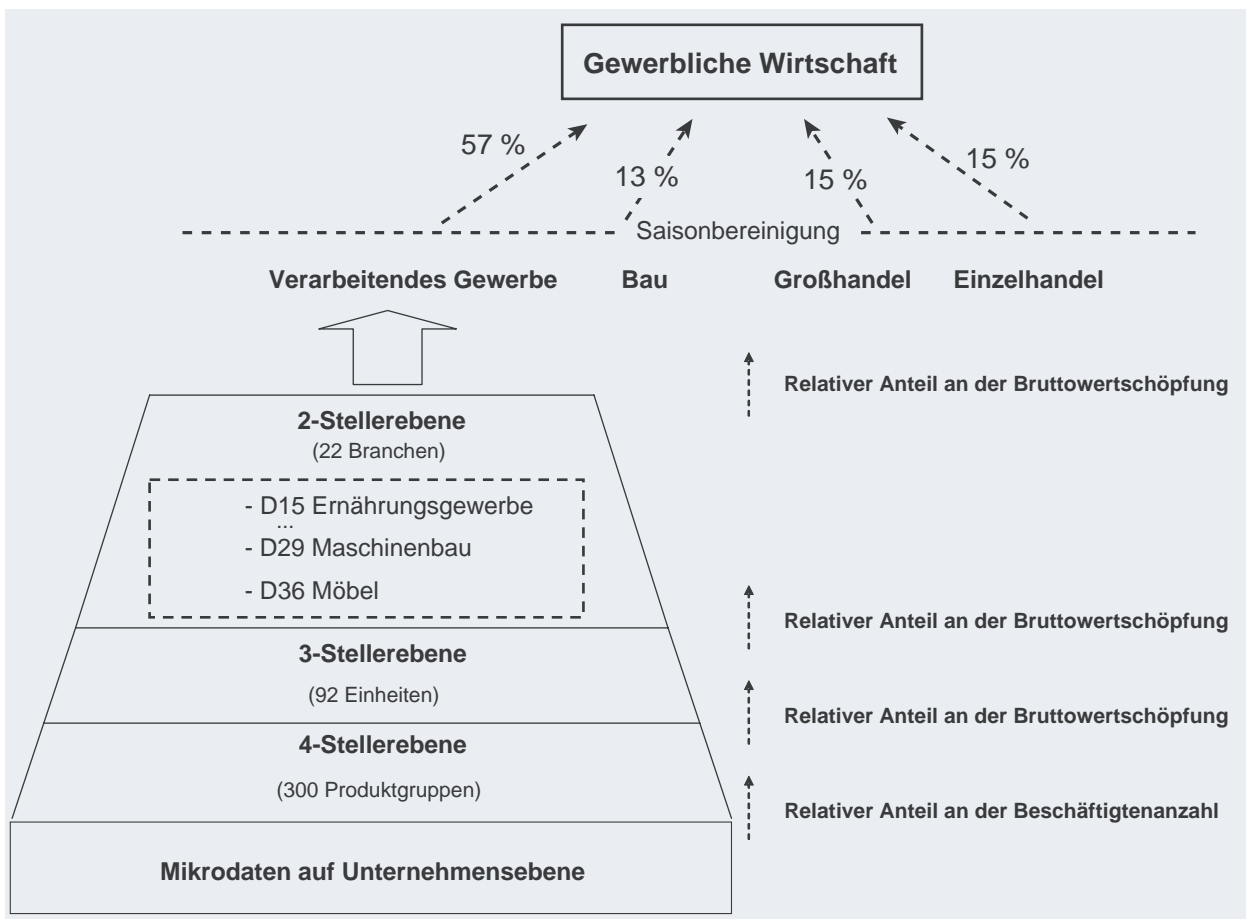 Gewerbliche Wirtschaft
57 %
13 %
15 %
15 %
Saisonbereinigung
Verarbeitendes Gewerbe Bau Großhandel Einzelhandel
Relativer Anteil an der Bruttowertschöpfung
2-Stellerebene
(22 Branchen)
- D15 Ernährungsgewerbe
...
- D29 Maschinenbau
- D36 Möbel
Relativer Anteil an der Bruttowertschöpfung
3-Stellerebene
(92 Einheiten)
Relativer Anteil an der Bruttowertschöpfung
4-Stellerebene
(300 Produktgruppen)
Relativer Anteil an der Beschäftigtenanzahl
Mikrodaten auf Unternehmensebene